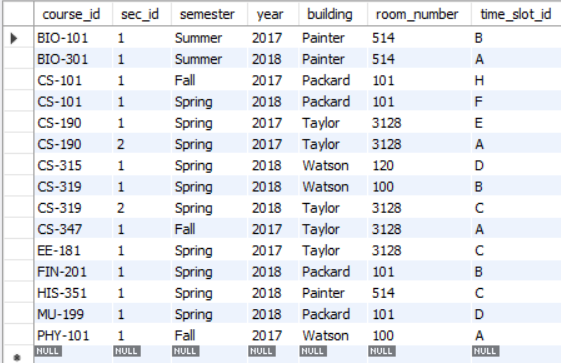 course_id sec_id semester year building room_number time_slot_id
BIO-101 1 Summer 2017 Painter 514 B
BIO-301 1 Summer 2018 Painter 514 A
CS-101 1 Fall 2017 Packard 101 H
CS-101 1 Spring 2018 Packard 101 F
CS-190 1 Spring 2017 Taylor 3128 E
CS-190 2 Spring 2017 Taylor 3128 A
CS-315 1 Spring 2018 Watson 120 D
CS-319 1 Spring 2018 Watson 100 B
CS-319 2 Spring 2018 Taylor 3128 C
CS-347 1 Fall 2017 Taylor 3128 A
EE-181 1 Spring 2017 Taylor 3128 C
FIN-201 1 Spring 2018 Packard 101 B
HIS-351 1 Spring 2018 Painter 514 C
MU-199 1 Spring 2018 Packard 101 D
PHY-101 1 Fall 2017 Watson 100 A
NULL NULL NULL NULL NULL NULL NULL